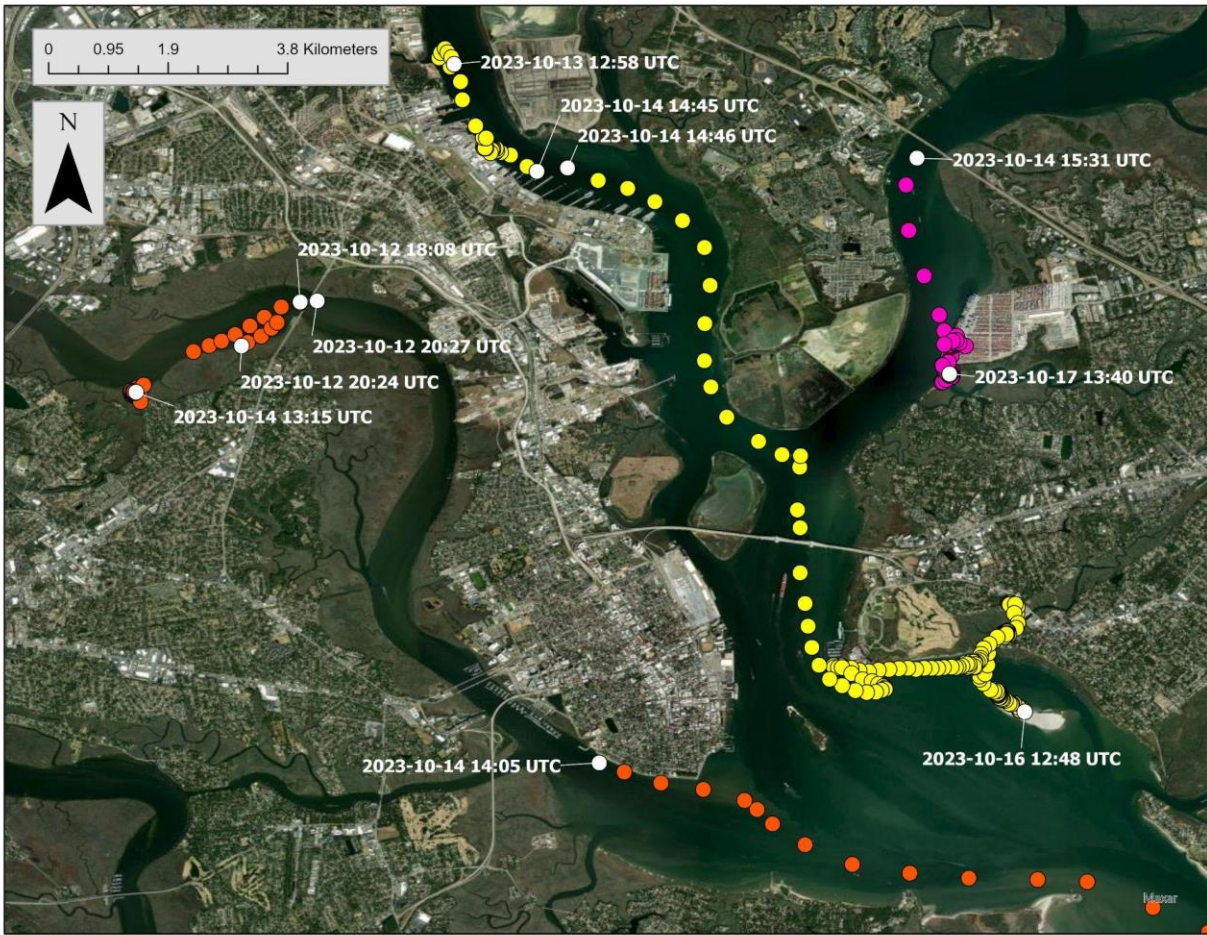 0 0.95 1.9 3.8 Kilometers
N
2023-10-13 12:58 UTC
2023-10-14 14:45 UTC
2023-10-14 14:46 UTC
2023-10-14 15:31 UTC
2023-10-12 18:08 UTC
2023-10-12 20:27 UTC
2023-10-12 20:24 UTC
2023-10-17 13:40 UTC
2023-10-14 13:15 UTC
2023-10-14 14:05 UTC
2023-10-16 12:48 UTC
Maxar